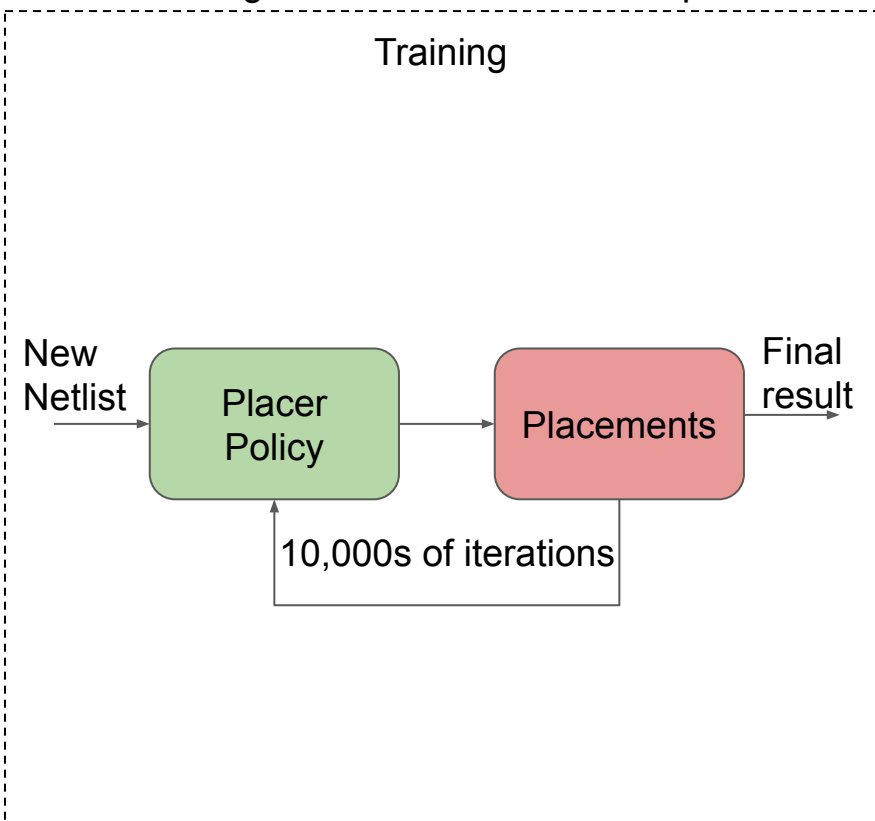 Training
New
Netlist
Placer
Policy
Placements
Final
result
10,000s of iterations